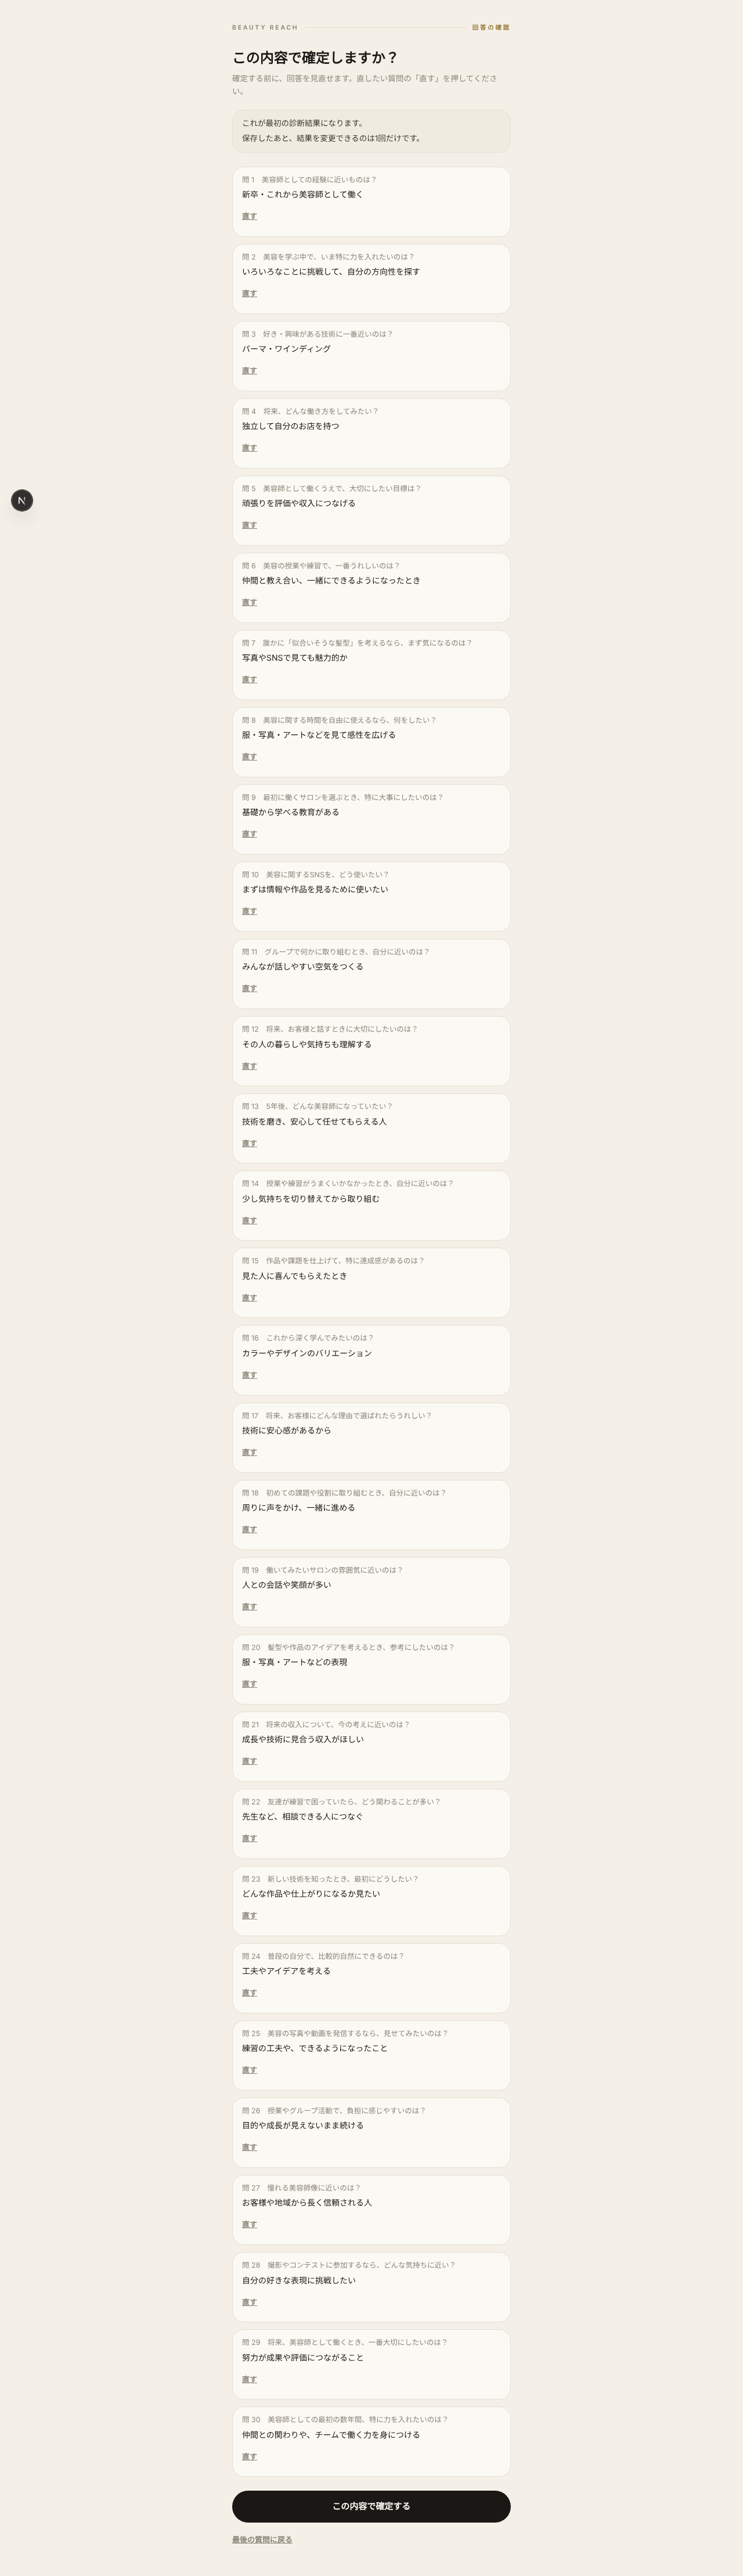 BEAUTY REACH
回答の確認
この内容で確定しますか？
確定する前に、回答を見直せます。直したい質問の「直す」を押してくださ
い。
これが最初の診断結果になります。
保存したあと、結果を変更できるのは1回だけです。
問 1 美容師としての経験に近いものは？
新卒・これから美容師として働く
直す
問 2 美容を学ぶ中で、いま特に力を入れたいのは？
いろいろなことに挑戦して、自分の方向性を探す
直す
問 3 好き・興味がある技術に一番近いのは？
パーマ・ワインディング
直す
問 4 将来、どんな働き方をしてみたい？
独立して自分のお店を持つ
直す
問 5 美容師として働くうえで、大切にしたい目標は？
頑張りを評価や収入につなげる
直す
N
問 6 美容の授業や練習で、一番うれしいのは？
仲間と教え合い、一緒にできるようになったとき
直す
問 7 誰かに「似合いそうな髪型」を考えるなら、まず気になるのは？
写真やSNSで見ても魅力的か
直す
問 8 美容に関する時間を自由に使えるなら、何をしたい？
服・写真・アートなどを見て感性を広げる
直す
問 9 最初に働くサロンを選ぶとき、特に大事にしたいのは？
基礎から学べる教育がある
直す
問 10 美容に関するSNSを、どう使いたい？
まずは情報や作品を見るために使いたい
直す
問 11 グループで何かに取り組むとき、自分に近いのは？
みんなが話しやすい空気をつくる
直す
問 12 将来、お客様と話すときに大切にしたいのは？
その人の暮らしや気持ちも理解する
直す
問 13 5年後、どんな美容師になっていたい？
技術を磨き、安心して任せてもらえる人
直す
問 14 授業や練習がうまくいかなかったとき、自分に近いのは？
少し気持ちを切り替えてから取り組む
直す
問 15 作品や課題を仕上げて、特に達成感があるのは？
見た人に喜んでもらえたとき
直す
問 16 これから深く学んでみたいのは？
カラーやデザインのバリエーション
直す
問 17 将来、お客様にどんな理由で選ばれたらうれしい？
技術に安心感があるから
直す
問 18 初めての課題や役割に取り組むとき、自分に近いのは？
周りに声をかけ、一緒に進める
直す
問 19 働いてみたいサロンの雰囲気に近いのは？
人との会話や笑顔が多い
直す
問 20 髪型や作品のアイデアを考えるとき、参考にしたいのは？
服・写真・アートなどの表現
直す
問 21 将来の収入について、今の考えに近いのは？
成長や技術に見合う収入がほしい
直す
問 22 友達が練習で困っていたら、どう関わることが多い？
先生など、相談できる人につなぐ
直す
問 23 新しい技術を知ったとき、最初にどうしたい？
どんな作品や仕上がりになるか見たい
直す
問 24 普段の自分で、比較的自然にできるのは？
工夫やアイデアを考える
直す
問 25 美容の写真や動画を発信するなら、見せてみたいのは？
練習の工夫や、できるようになったこと
直す
問 26 授業やグループ活動で、負担に感じやすいのは？
目的や成長が見えないまま続ける
直す
問 27 憧れる美容師像に近いのは？
お客様や地域から長く信頼される人
直す
問 28 撮影やコンテストに参加するなら、どんな気持ちに近い？
自分の好きな表現に挑戦したい
直す
問 29 将来、美容師として働くとき、一番大切にしたいのは？
努力が成果や評価につながること
直す
問 30 美容師としての最初の数年間、特に力を入れたいのは？
仲間との関わりや、チームで働く力を身につける
直す
この内容で確定する
最後の質問に戻る